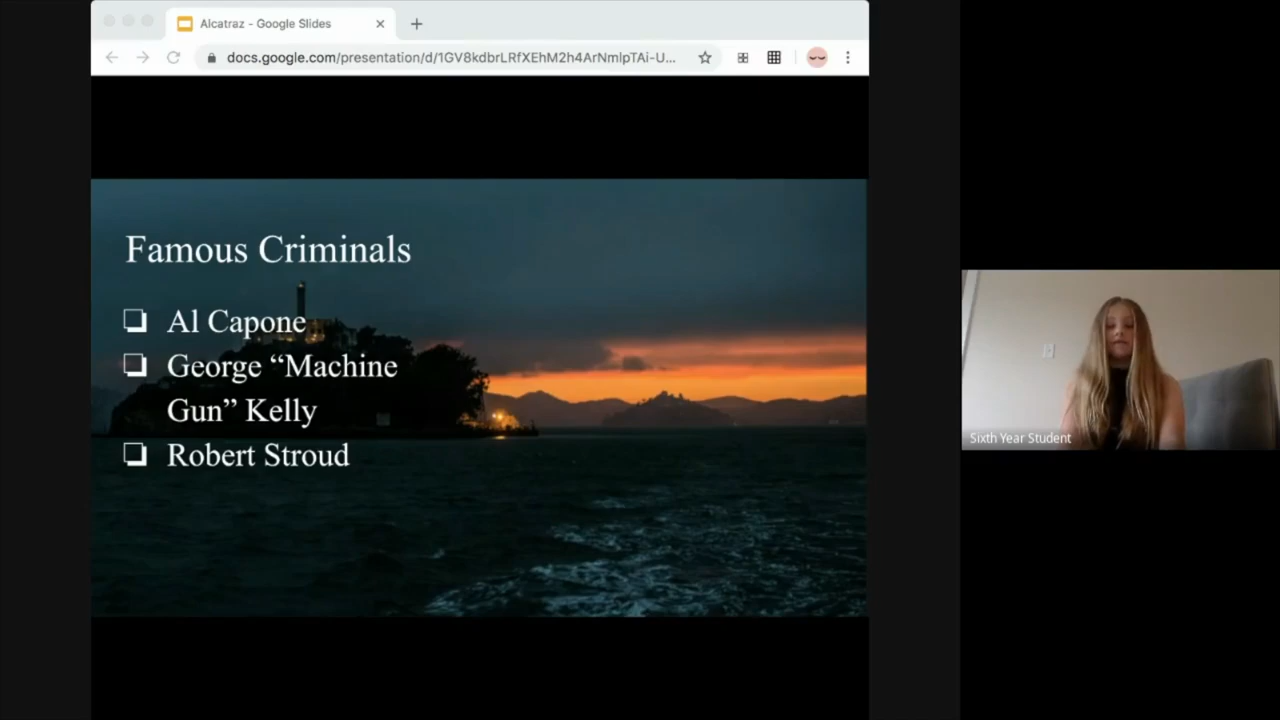 Alcatraz - Google Slides
docs.google.com/presentation/d/1GV8kdbrLRfXEhM2h4ArNmlpTAi-U...
Famous Criminals
Al Capone
George “Machine
Gun” Kelly
Robert Stroud
Sixth Year Student